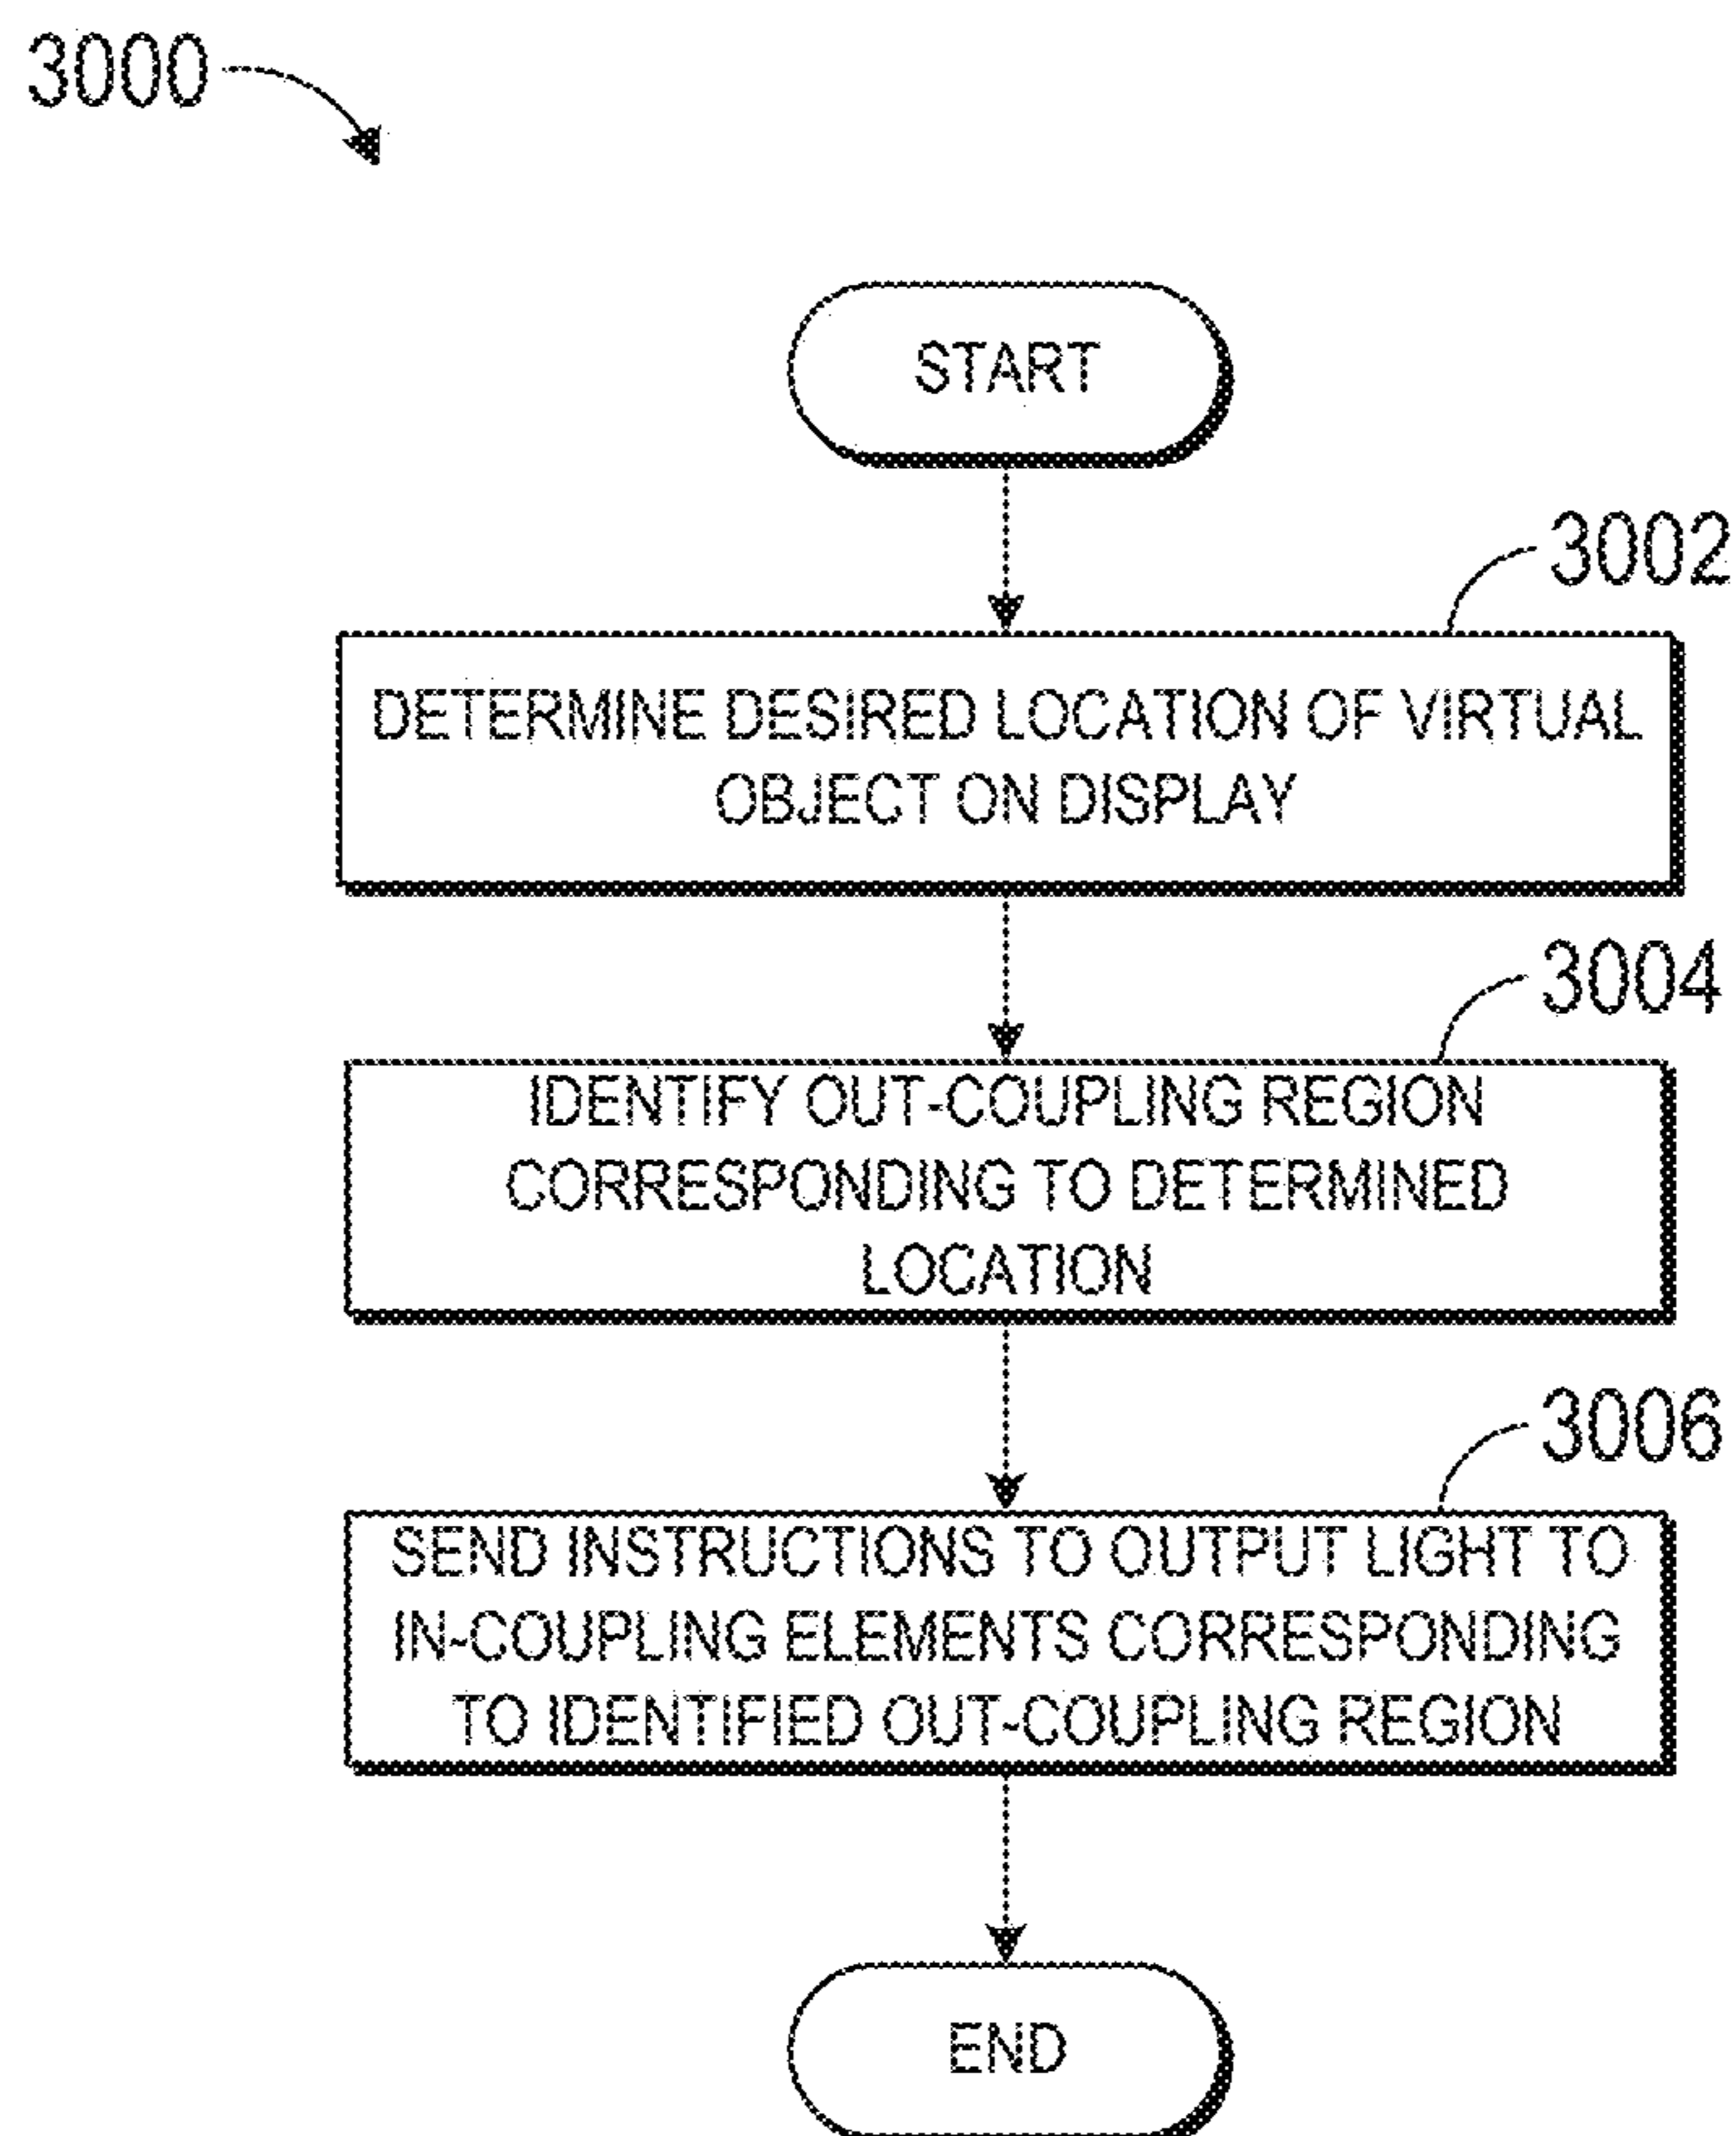 3000
START
3002
DETERMINE DESIRED LOCATION OF VIRTUAL
OBJECT ON DISPLAY
3004
IDENTIFY OUT-COUPLING REGION
CORRESPONDING TO DETERMINED
LOCATION
3006
SEND INSTRUCTIONS TO OUTPUT LIGHT TO
IN-COUPLING ELEMENTS CORRESPONDING
TO IDENTIFIED OUT-COUPLING REGION
END